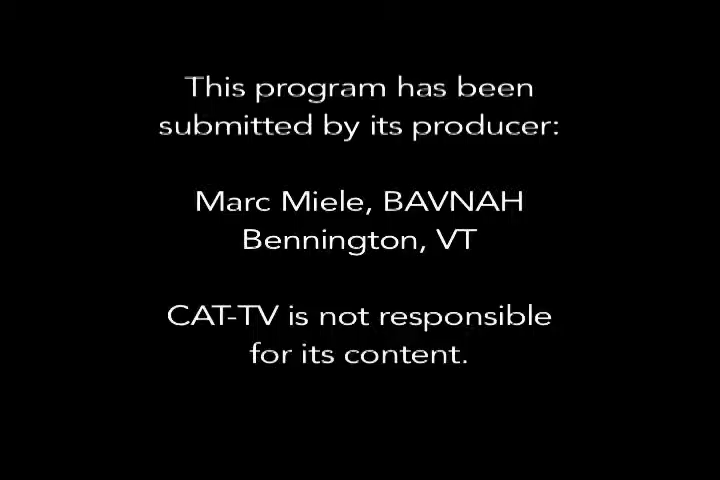 This program has been
submitted by its producer:
Marc Miele, BAVNAH
Bennington, VT
CAT-TV is not responsible
for its content.